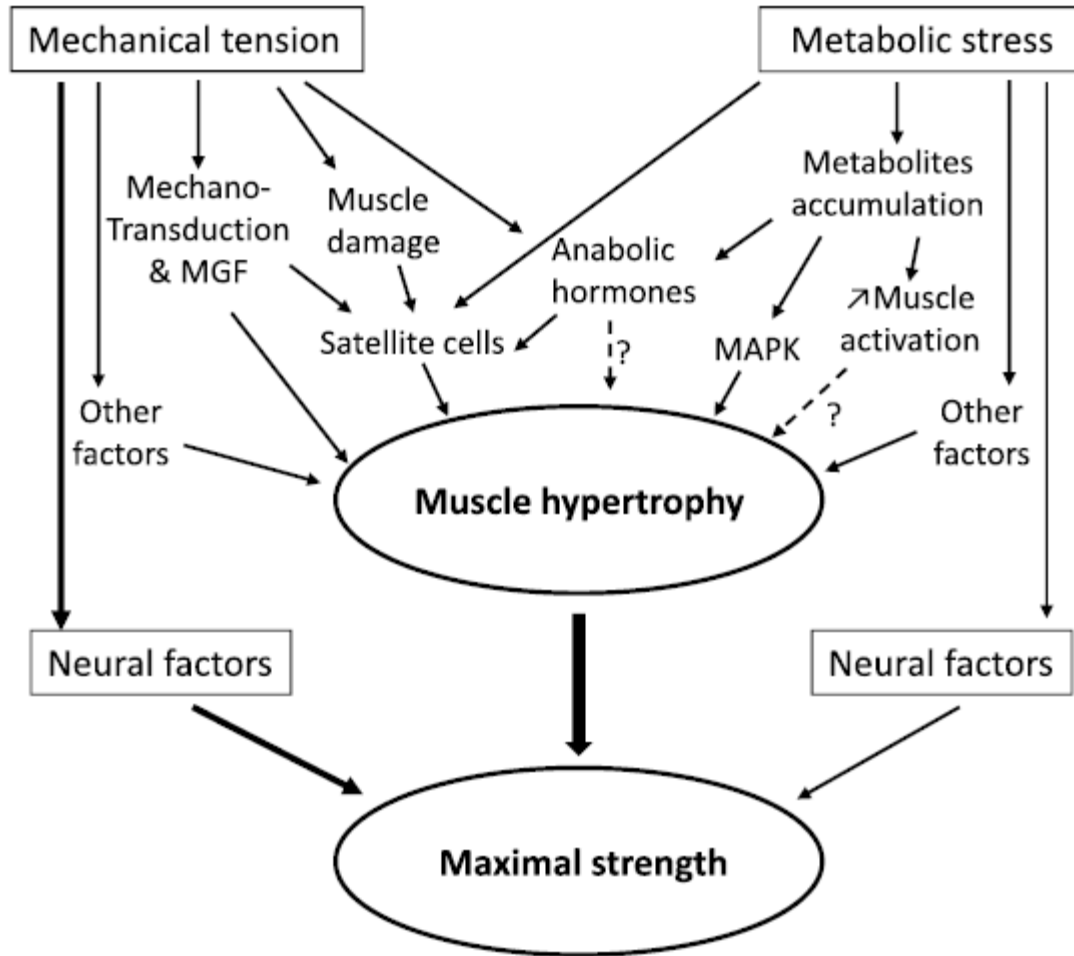 Mechanical tension
Metabolic stress
Mechano-
Transduction
& MGF
Muscle
damage
Anabolic
hormones
Metabolites
accumulation
↗Muscle
activation
Satellite cells
?
MAPK
?
Other
factors
Other
factors
Muscle hypertrophy
Neural factors
Neural factors
Maximal strength